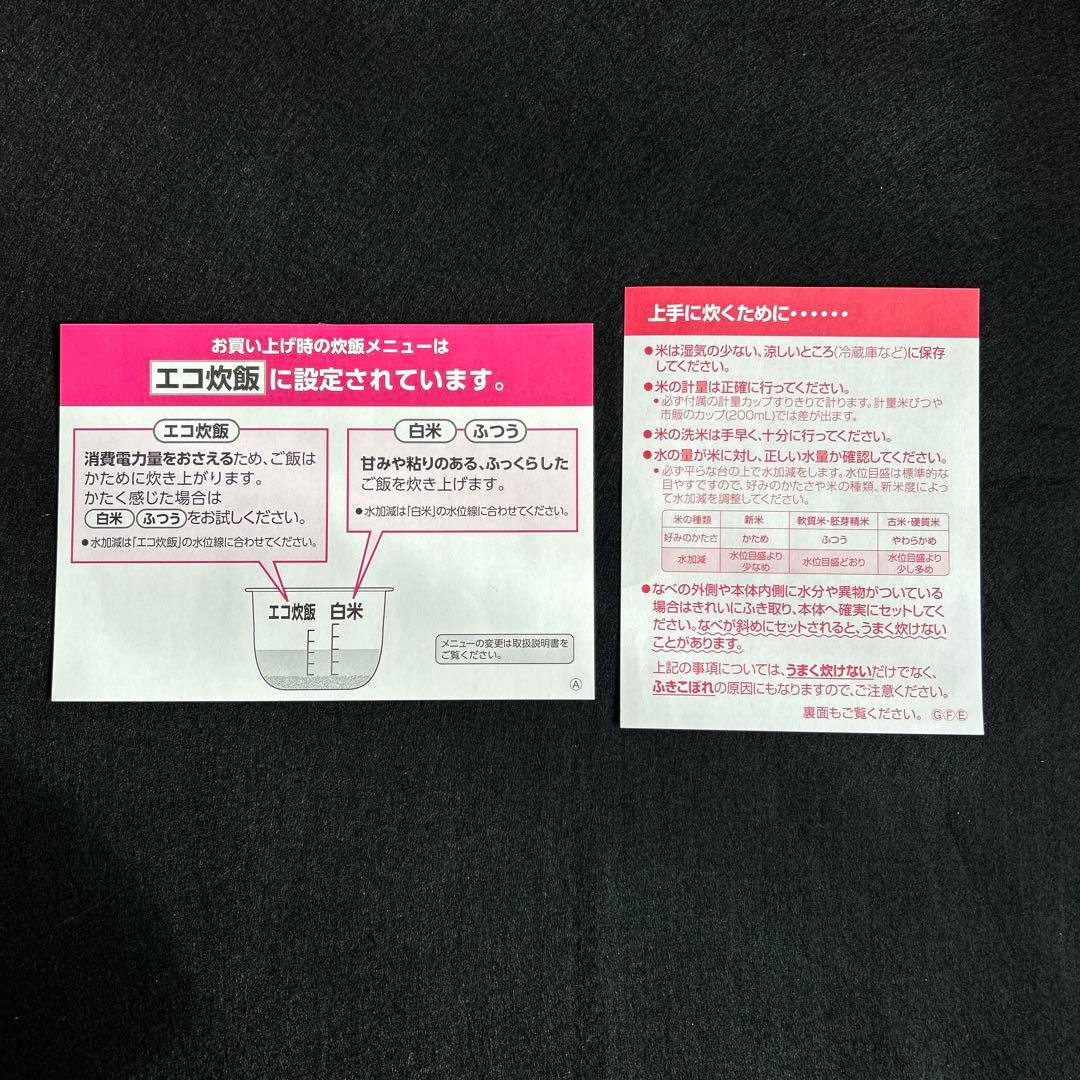 お買い上げ時の炊飯メニューは
エコ炊飯に設定されています。
エコ炊飯
消費電力量をおさえるため、ご飯は
かために炊き上がります。
かたく感じた場合は
白米 ふつう をお試しください。
●水加減は「エコ炊飯」の水位線に合わせてください。
白米 ふつう
甘みや粘りのある、ふっくらした
ご飯を炊き上げます。
●水加減は「白米」の水位線に合わせてください。
エコ炊飯 白米
メニューの変更は取扱説明書を
ご覧ください。
Ⓐ
上手に炊くために‥‥‥
●米は湿気の少ない、涼しいところ(冷蔵庫など)に保存
してください。
●米の計量は正確に行ってください。
●必ず付属の計量カップすりきりで計ります。計量米びつや
市販のカップ(200mL)では差が出ます。
●米の洗米は手早く、十分に行ってください。
●水の量が米に対し、正しい水量か確認してください。
●必ず平らな台の上で水加減をします。水位目盛は標準的な
目やすですので、好みのかたさや米の種類、新米度によっ
て水加減を調整してください。
米の種類 新米 軟質米・胚芽精米 古米・硬質米
好みのかたさ かため ふつう やわらかめ
水加減 水位目盛より少なめ 水位目盛どおり 水位目盛より少し多め
●なべの外側や本体内側に水分や異物がついている
場合はきれいにふき取り、本体へ確実にセットしてく
ださい。なべが斜めにセットされると、うまく炊けない
ことがあります。
上記の事項については、うまく炊けないだけでなく、
ふきこぼれの原因にもなりますので、ご注意ください。
裏面もご覧ください。 ⒼⒻⒺ